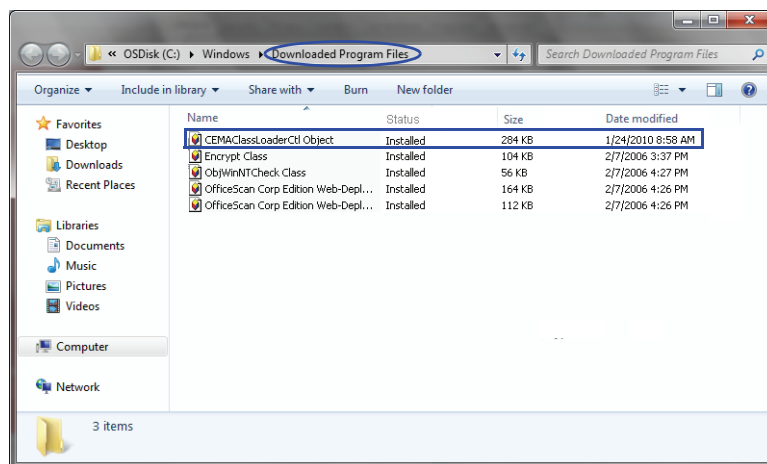 « OSDisk (C:) Windows Downloaded Program Files Search Downloaded Program Files
Organize Include in library Share with Burn New folder
Favorites
Desktop
Downloads
Recent Places
Libraries
Documents
Music
Pictures
Videos
Computer
Network
Name Status Size Date modified
CEMAClassLoaderCtl Object Installed 284 KB 1/24/2010 8:58 AM
Encrypt Class Installed 104 KB 2/7/2006 3:37 PM
ObjWinNTCheck Class Installed 56 KB 2/7/2006 4:27 PM
OfficeScan Corp Edition Web-Depl... Installed 164 KB 2/7/2006 4:26 PM
OfficeScan Corp Edition Web-Depl... Installed 112 KB 2/7/2006 4:26 PM
3 items